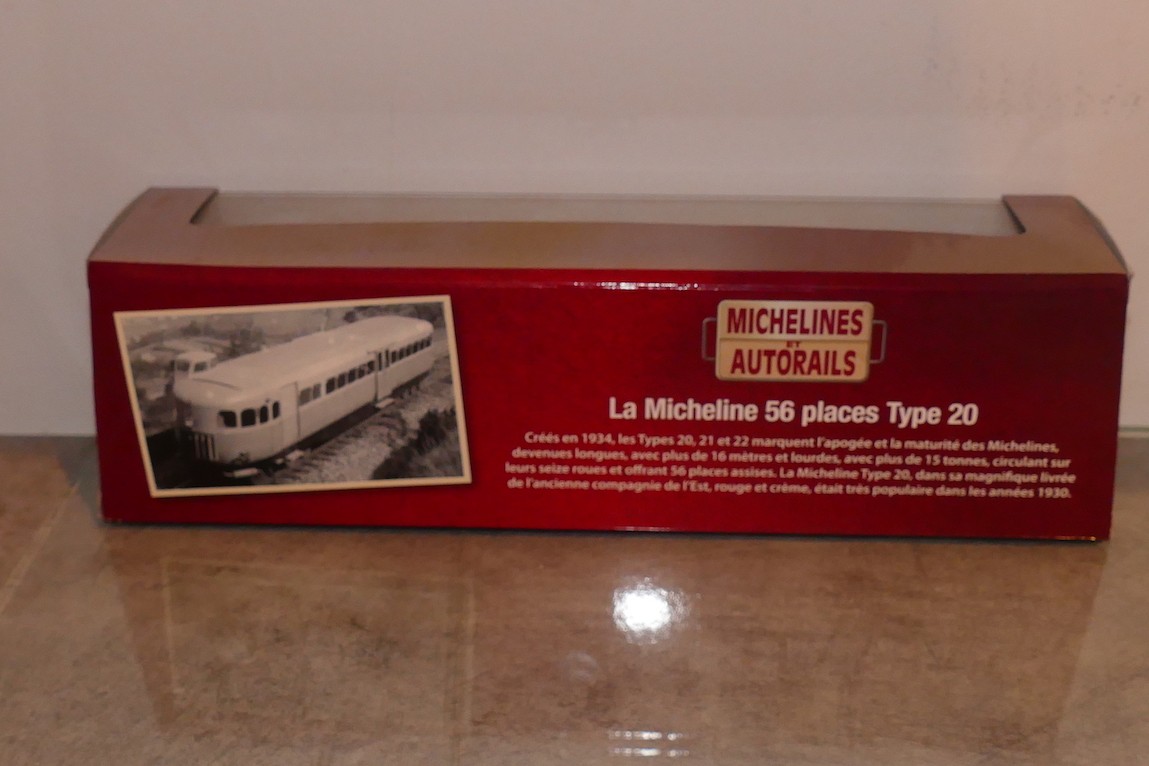 MICHELINES
ET
AUTORAILS
La Micheline 56 places Type 20
Créés en 1934, les Types 20, 21 et 22 marquent l'apogée et la maturité des Michelines,
devenues longues, avec plus de 16 mètres et lourdes, avec plus de 15 tonnes, circulant sur
leurs seize roues et offrant 56 places assises. La Micheline Type 20, dans sa magnifique livrée
de l'ancienne compagnie de l'Est, rouge et crème, était très populaire dans les années 1930.